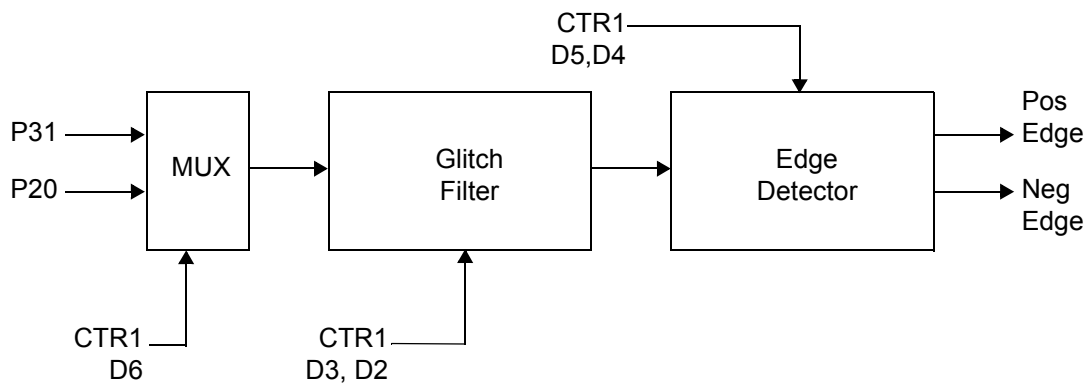 CTR1
D5,D4
P31
P20
MUX
Glitch
Filter
Edge
Detector
Pos
Edge
Neg
Edge
CTR1
D6
CTR1
D3, D2